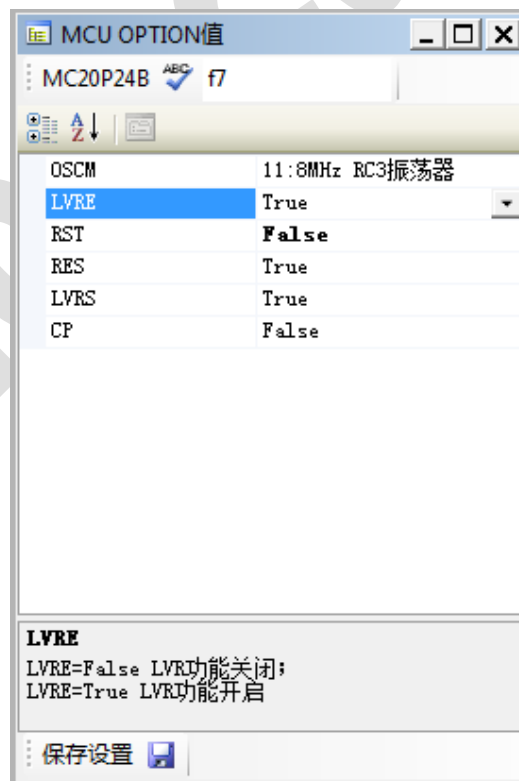 MCU OPTION值
MC20P24B ABC f7
A
Z
OSCM 11:8MHz RC3振荡器
LVRE True
RST False
RES True
LVRS True
CP False
LVRE
LVRE=False LVR功能关闭;
LVRE=True LVR功能开启
保存设置